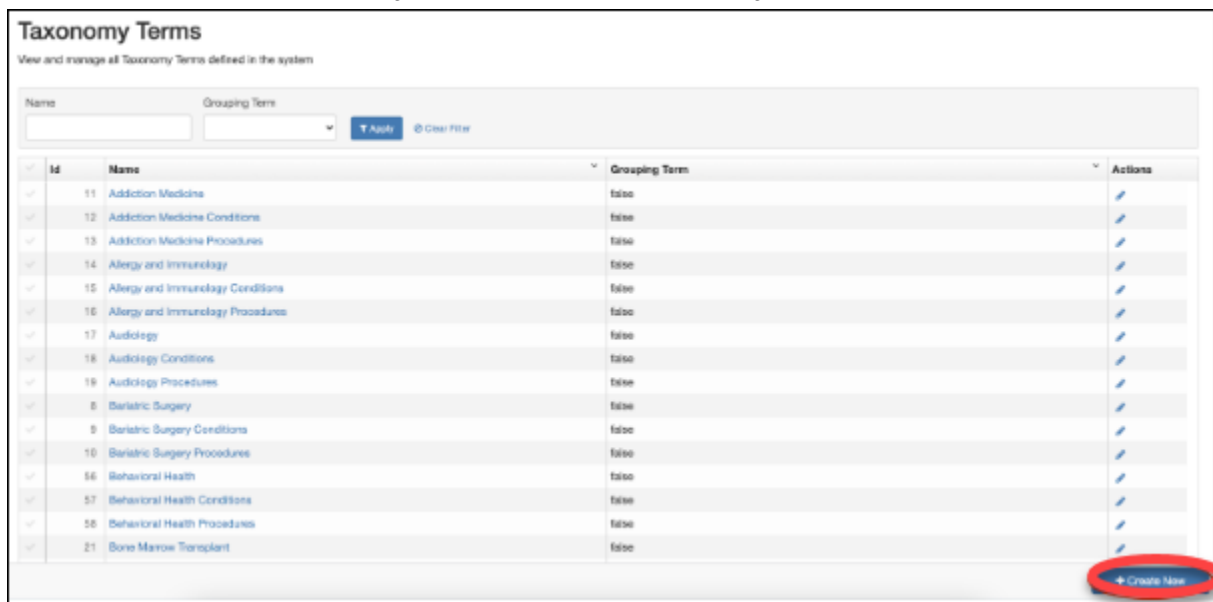 Taxonomy Terms
View and manage all Taxonomy Terms defined in the system
Name Grouping Term
Apply Clear Filter
Id Name Grouping Term Actions
11 Addiction Medicine false
12 Addiction Medicine Conditions false
13 Addiction Medicine Procedures false
14 Allergy and Immunology false
15 Allergy and Immunology Conditions false
16 Allergy and Immunology Procedures false
17 Audiology false
18 Audiology Conditions false
19 Audiology Procedures false
8 Bariatric Surgery false
9 Bariatric Surgery Conditions false
10 Bariatric Surgery Procedures false
56 Behavioral Health false
57 Behavioral Health Conditions false
58 Behavioral Health Procedures false
21 Bone Marrow Transplant false
+ Create New